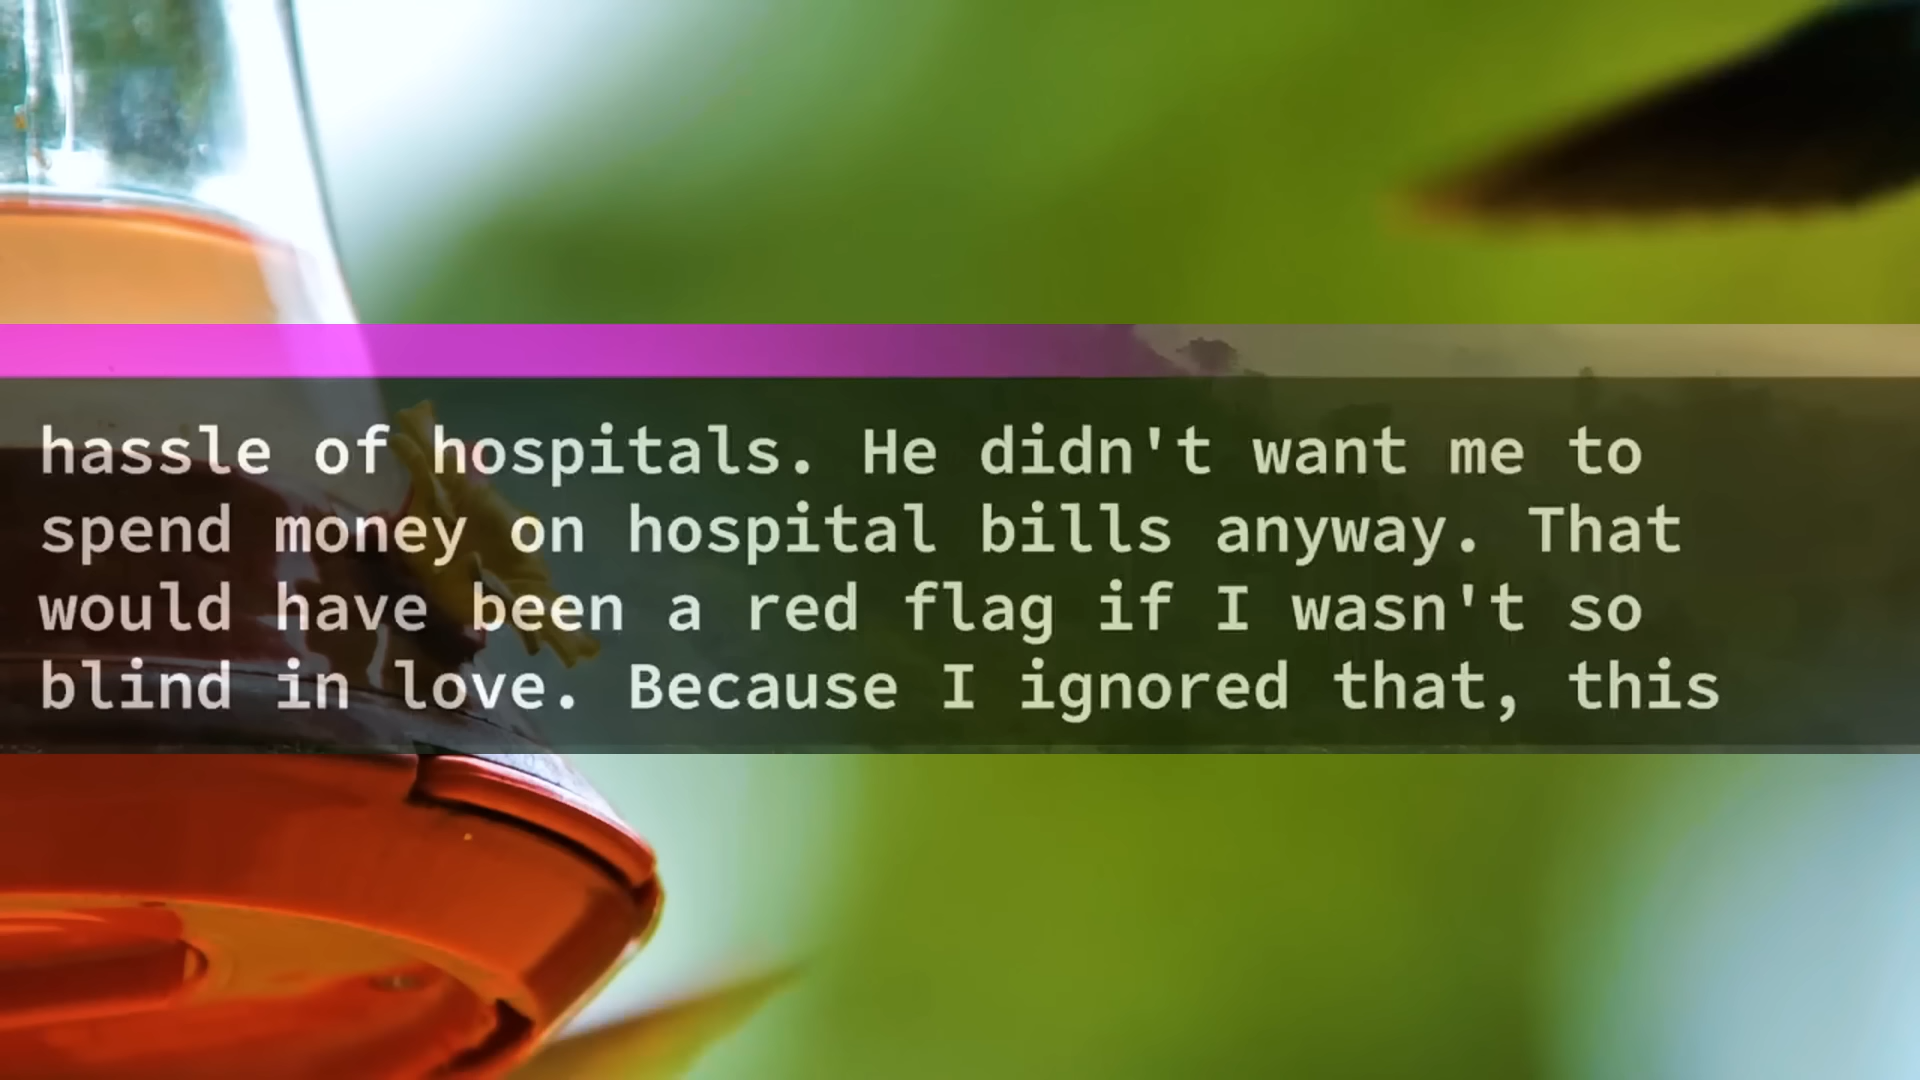 hassle of hospitals. He didn't want me to
spend money on hospital bills anyway. That
would have been a red flag if I wasn't so
blind in love. Because I ignored that, this